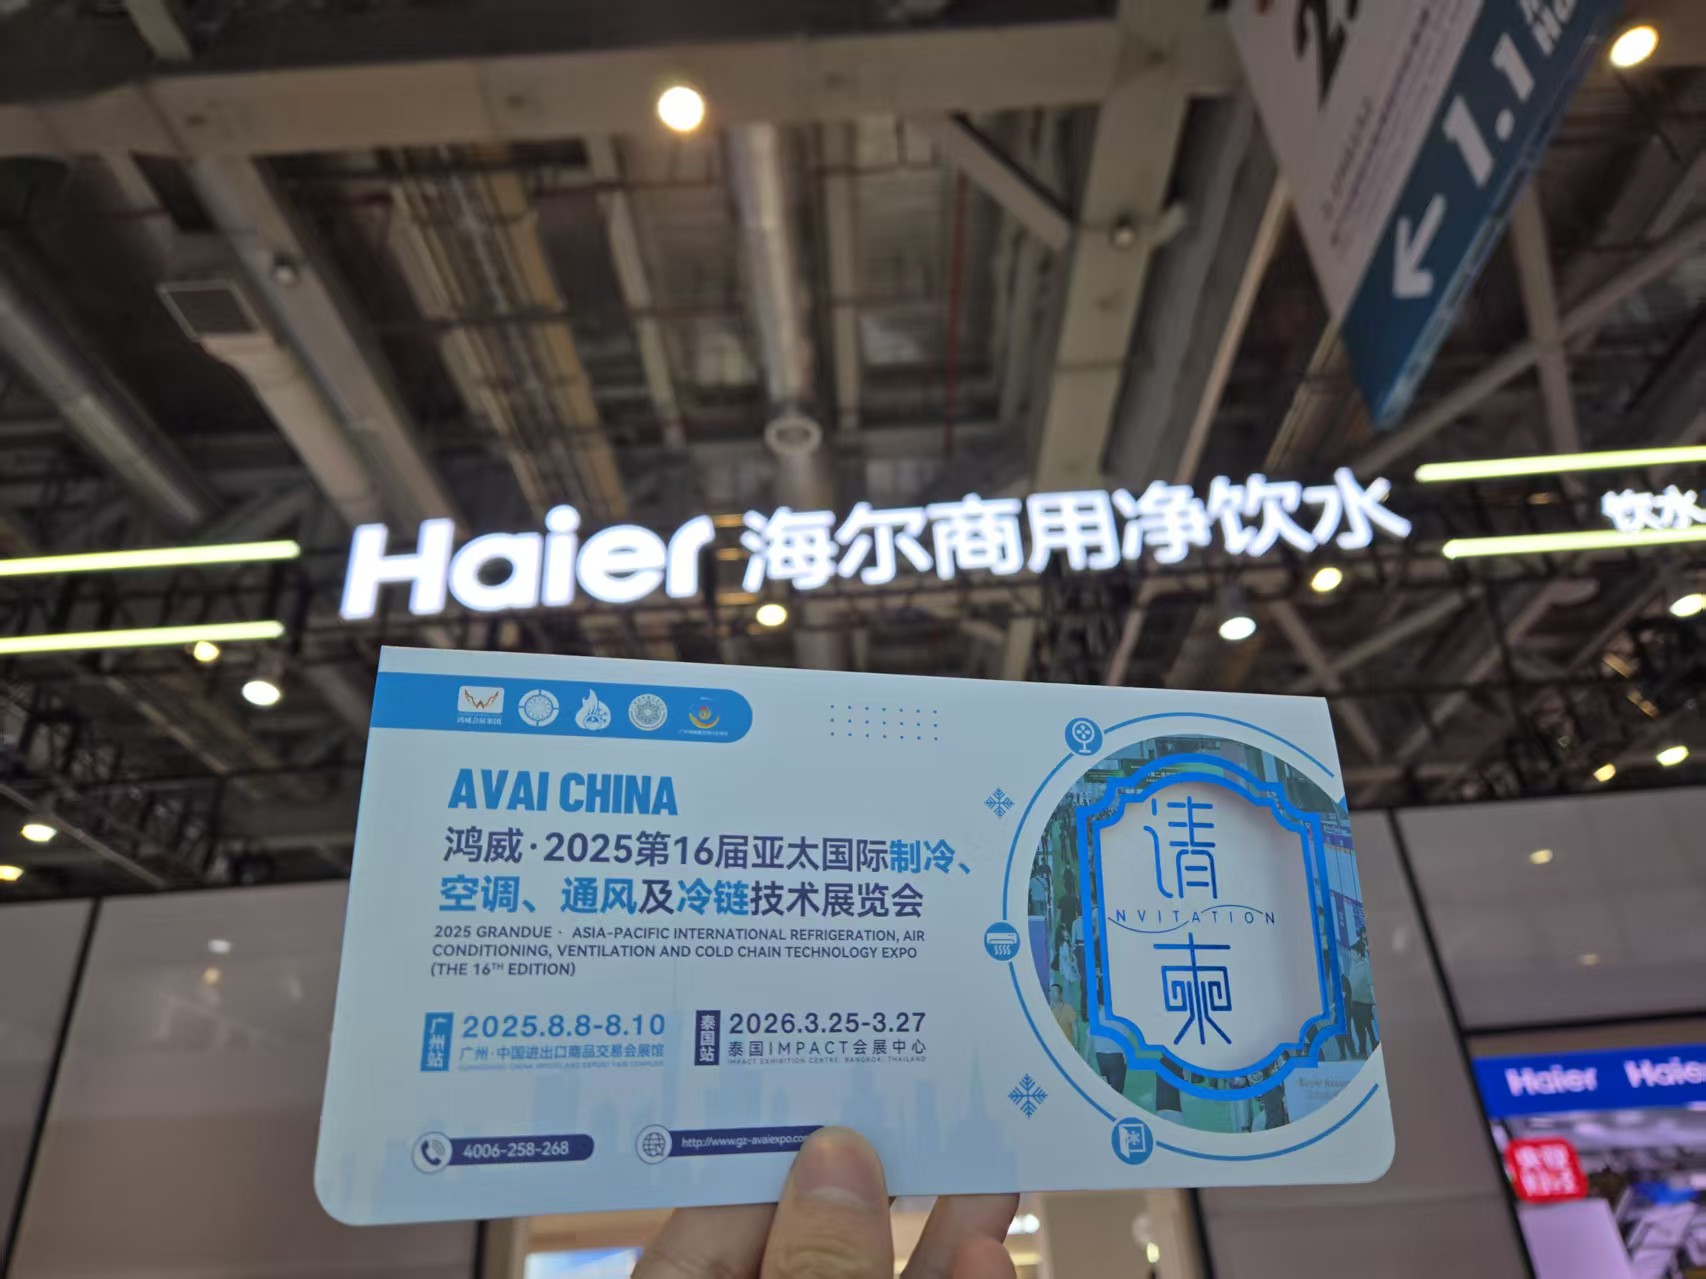 1.1
Haier 海尔商用净饮水
饮水
AVAI CHINA
鸿威·2025第16届亚太国际制冷、
空调、通风及冷链技术展览会
2025 GRANDUE · ASIA-PACIFIC INTERNATIONAL REFRIGERATION, AIR
CONDITIONING, VENTILATION AND COLD CHAIN TECHNOLOGY EXPO
(THE 16TH EDITION)
广州站
2025.8.8-8.10
广州·中国进出口商品交易会展馆
泰国站
2026.3.25-3.27
泰国IMPACT会展中心
IMPACT EXHIBITION CENTRE, BANGKOK, THAILAND
4006-258-268
http://www.gz-avaiexpo.co
请
NVITATION
柬
Haier
Haie